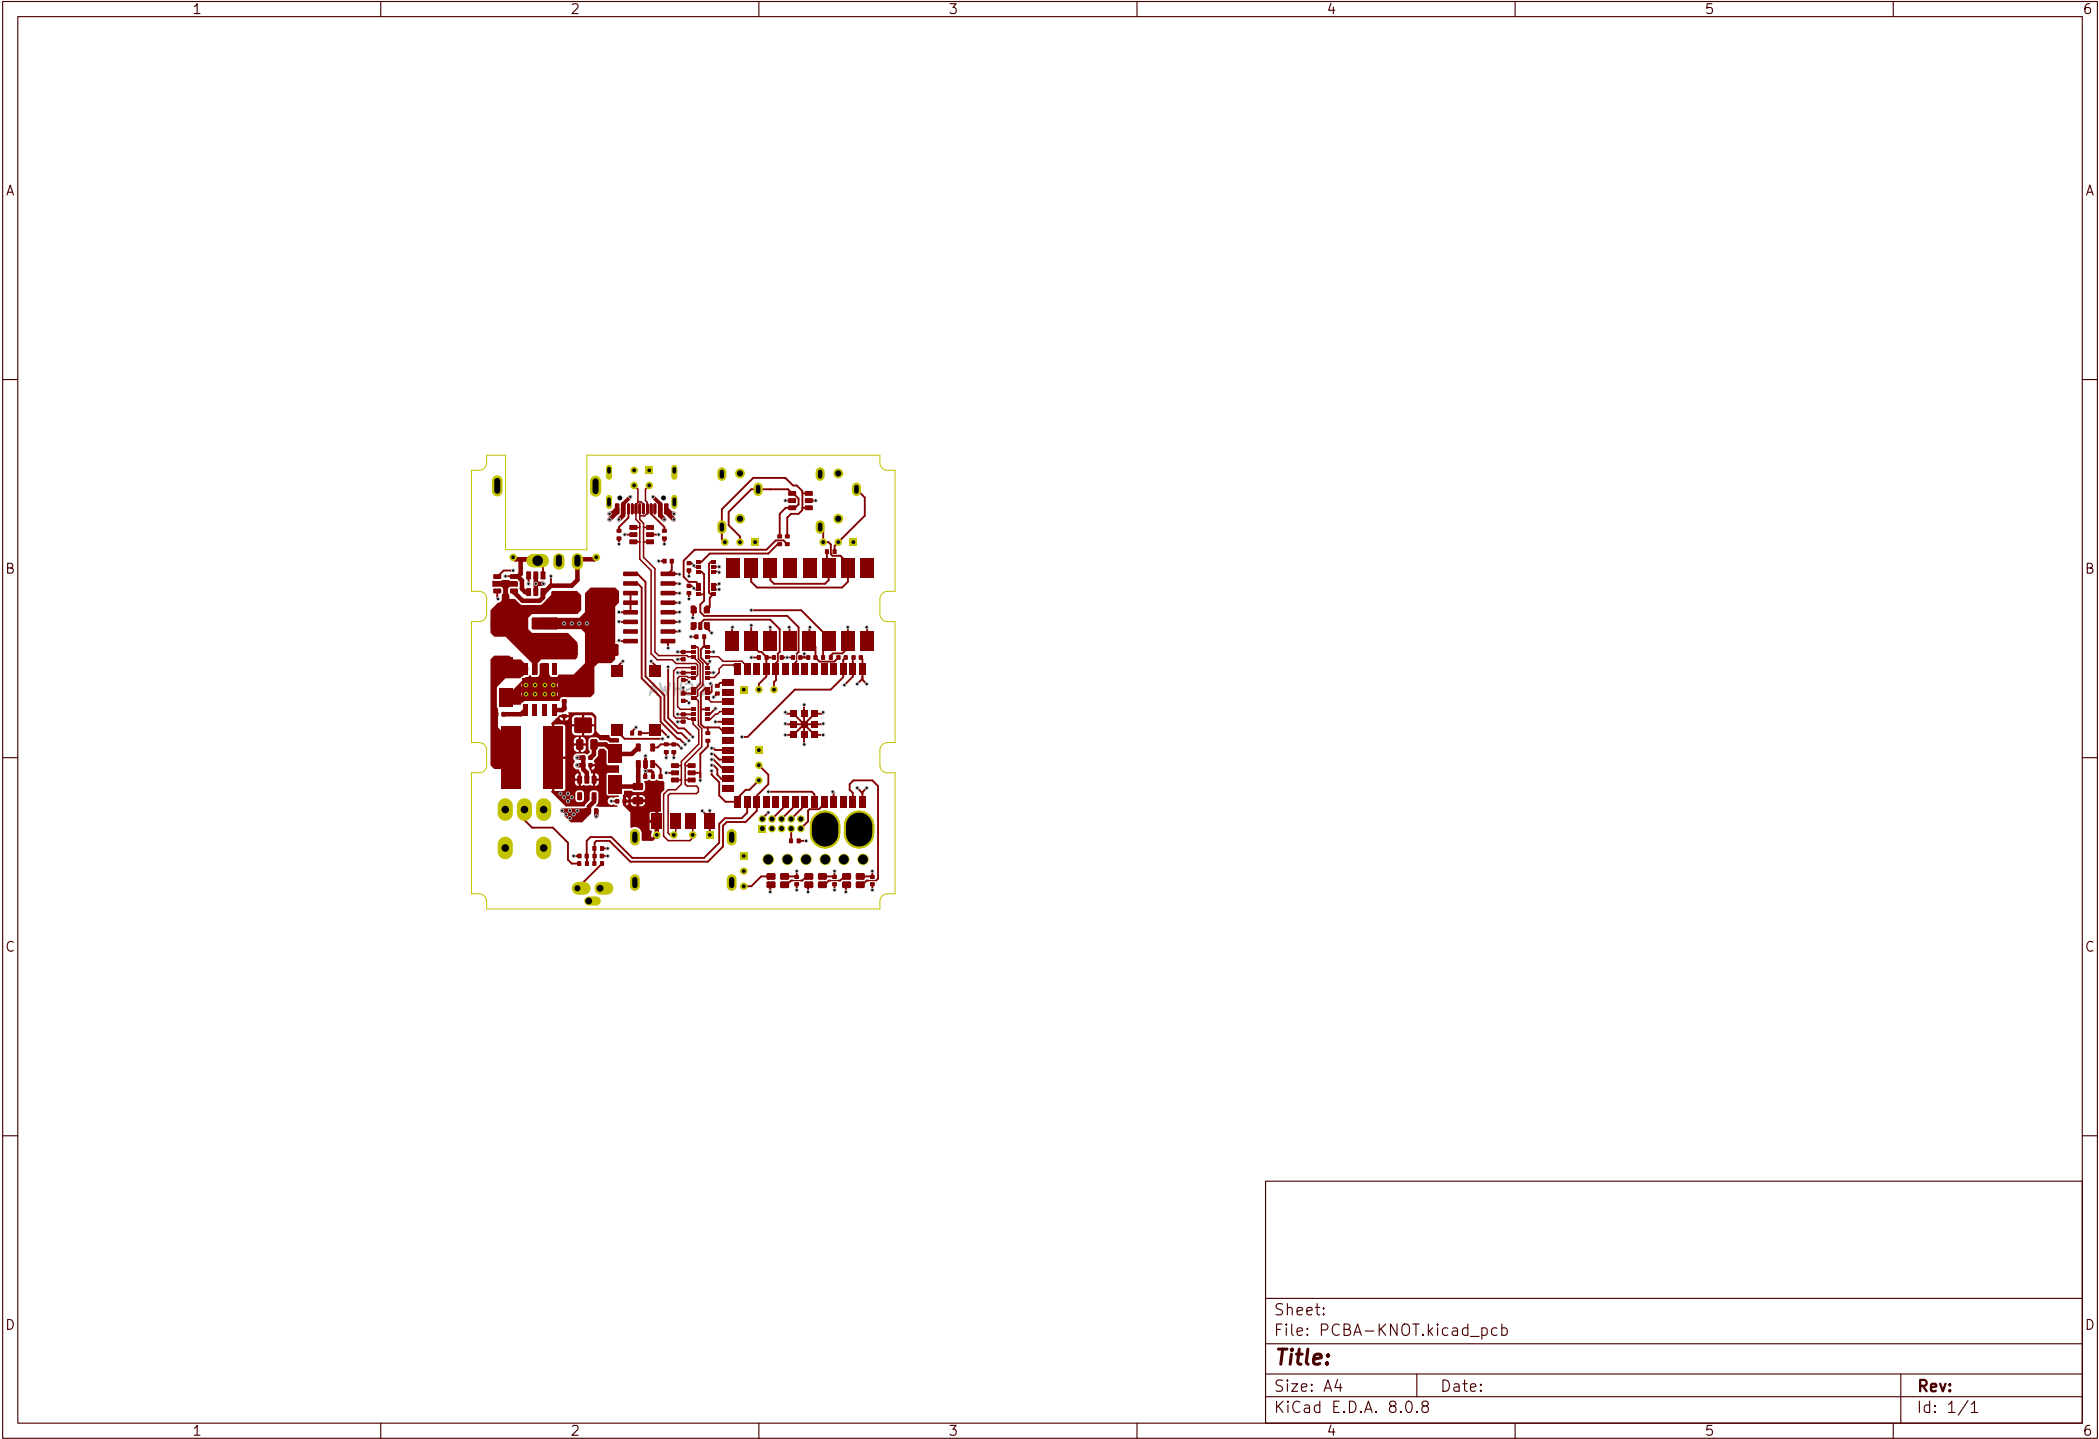 1 2 3 4 5 6
A A
B B
C C
D D
Sheet:
File: PCBA-KNOT.kicad_pcb
Title:
Size: A4 Date: Rev:
KiCad E.D.A. 8.0.8 Id: 1/1
1 2 3 4 5 6